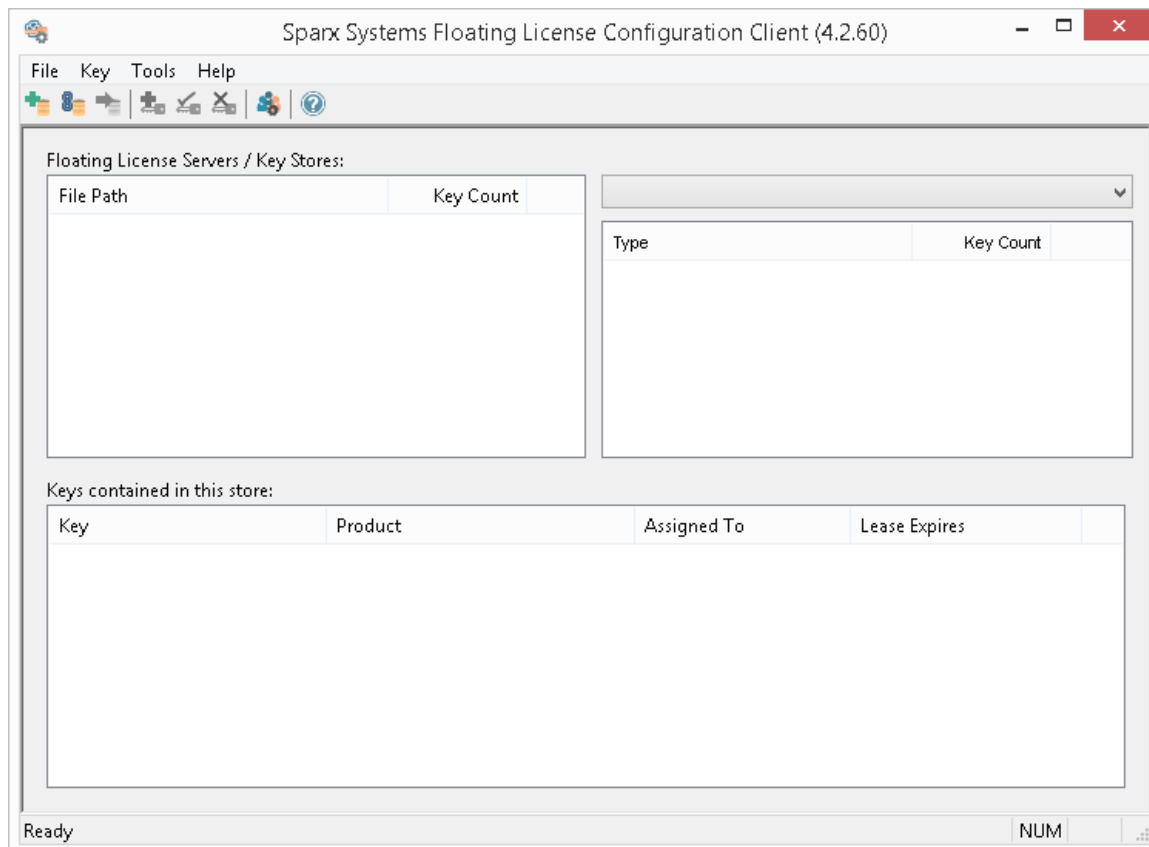 Sparx Systems Floating License Configuration Client (4.2.60)
File Key Tools Help
Floating License Servers / Key Stores:
File Path Key Count
Type Key Count
Keys contained in this store:
Key Product Assigned To Lease Expires
Ready NUM